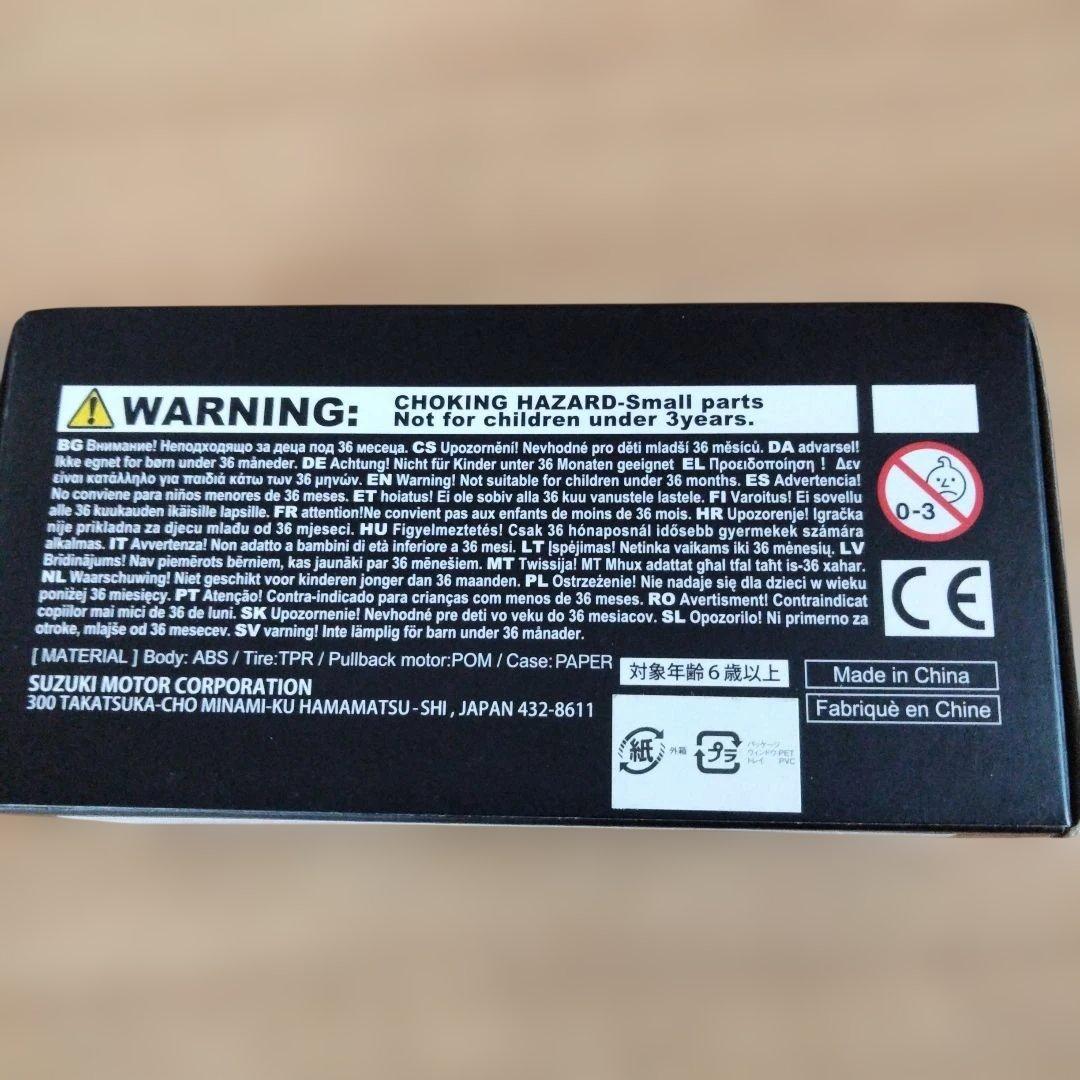 WARNING: CHOKING HAZARD-Small parts
Not for children under 3years.
BG Внимание! Неподходящо за деца под 36 месеца. CS Upozornění! Nevhodné pro děti mladší 36 měsíců. DA advarsel!
Ikke egnet for børn under 36 måneder. DE Achtung! Nicht für Kinder unter 36 Monaten geeignet EL Προειδοποίηση ! Δεν
είναι κατάλληλο για παιδιά κάτω των 36 μηνών. EN Warning! Not suitable for children under 36 months. ES Advertencia!
No conviene para niños menores de 36 meses. ET hoiatus! Ei ole sobiv alla 36 kuu vanustele lastele. FI Varoitus! Ei sovellu
alle 36 kuukauden ikäisille lapsille. FR attention!Ne convient pas aux enfants de moins de 36 mois. HR Upozorenje! Igračka
nije prikladna za djecu mlađu od 36 mjeseci. HU Figyelmeztetés! Csak 36 hónaposnál idősebb gyermekek számára
alkalmas. IT Avvertenza! Non adatto a bambini di età inferiore a 36 mesi. LT Įspėjimas! Netinka vaikams iki 36 mėnesių. LV
Brīdinājums! Nav piemērots bērniem, kas jaunāki par 36 mēnešiem. MT Twissija! MT Mhux adattat għal tfal taħt is-36 xahar.
NL Waarschuwing! Niet geschikt voor kinderen jonger dan 36 maanden. PL Ostrzeżenie! Nie nadaje się dla dzieci w wieku
poniżej 36 miesięcy. PT Atenção! Contra-indicado para crianças com menos de 36 meses. RO Avertisment! Contraindicat
copiilor mai mici de 36 de luni. SK Upozornenie! Nevhodné pre deti vo veku do 36 mesiacov. SL Opozorilo! Ni primerno za
otroke, mlajše od 36 mesecev. SV varning! Inte lämplig för barn under 36 månader.
0-3
CE
[ MATERIAL ] Body: ABS / Tire:TPR / Pullback motor:POM / Case: PAPER
対象年齢6歳以上
Made in China
SUZUKI MOTOR CORPORATION
300 TAKATSUKA-CHO MINAMI-KU HAMAMATSU-SHI , JAPAN 432-8611
Fabriquè en Chine
紙 外箱
プラ
パッケージ
ウィンドウ:PET
トレイ PVC